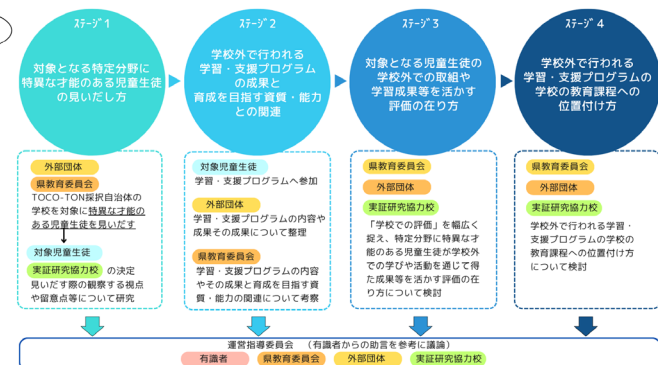 ｽﾃｰｼﾞ1
対象となる特定分野に
特異な才能のある児童生徒
の見いだし方
ｽﾃｰｼﾞ2
学校外で行われる
学習・支援プログラム
の成果と
育成を目指す資質・能力
との関連
ｽﾃｰｼﾞ3
対象となる児童生徒の
学校外での取組や
学習成果等を活かす
評価の在り方
ｽﾃｰｼﾞ4
学校外で行われる
学習・支援プログラムの
学校の教育課程への
位置付け方
外部団体
県教育委員会
TOCO-TON採択自治体の
学校を対象に特異な才能の
ある児童生徒を見いだす
対象児童生徒
実証研究協力校 の決定
見いだす際の観察する視点
や留意点等について研究
対象児童生徒
学習・支援プログラムへ参加
外部団体
学習・支援プログラムの内容や
成果その成果について整理
県教育委員会
学習・支援プログラムの内容
やその成果と育成を目指す資
質・能力の関連について考察
県教育委員会
外部団体
実証研究協力校
「学校での評価」を幅広く
捉え、特定分野に特異な才
能のある児童生徒が学校外
での学びや活動を通じて得
た成果等を活かす評価の在
り方について検討
県教育委員会
外部団体
実証研究協力校
学校外で行われる学習・
支援プログラムの学校の
教育課程への位置付け方
について検討
運営指導委員会 （有識者からの助言を参考に議論）
有識者 県教育委員会 外部団体 実証研究協力校